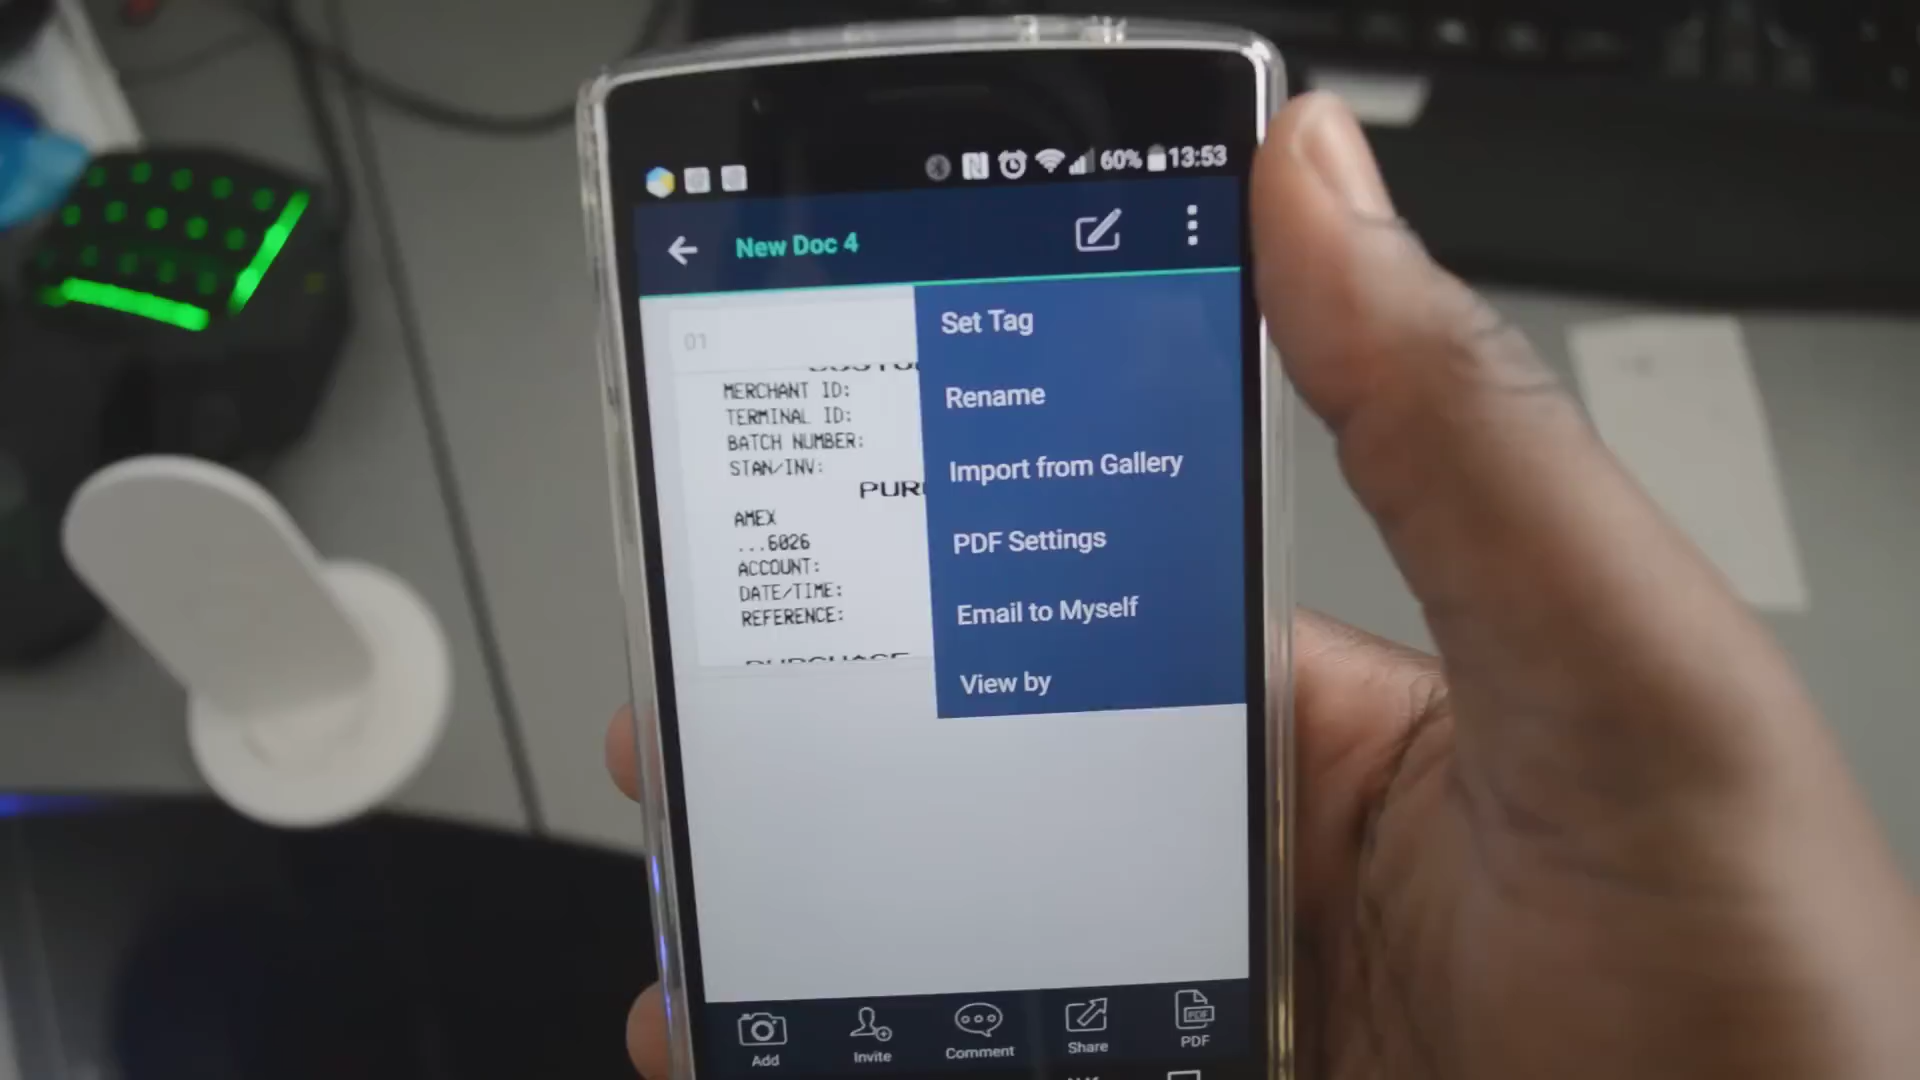 60% 13:53
New Doc 4
01
MERCHANT ID:
TERMINAL ID:
BATCH NUMBER:
STAN/INV:
PUR
AMEX
...6026
ACCOUNT:
DATE/TIME:
REFERENCE:
PURCHASE
Set Tag
Rename
Import from Gallery
PDF Settings
Email to Myself
View by
Add
Invite
Comment
Share
PDF
PDF